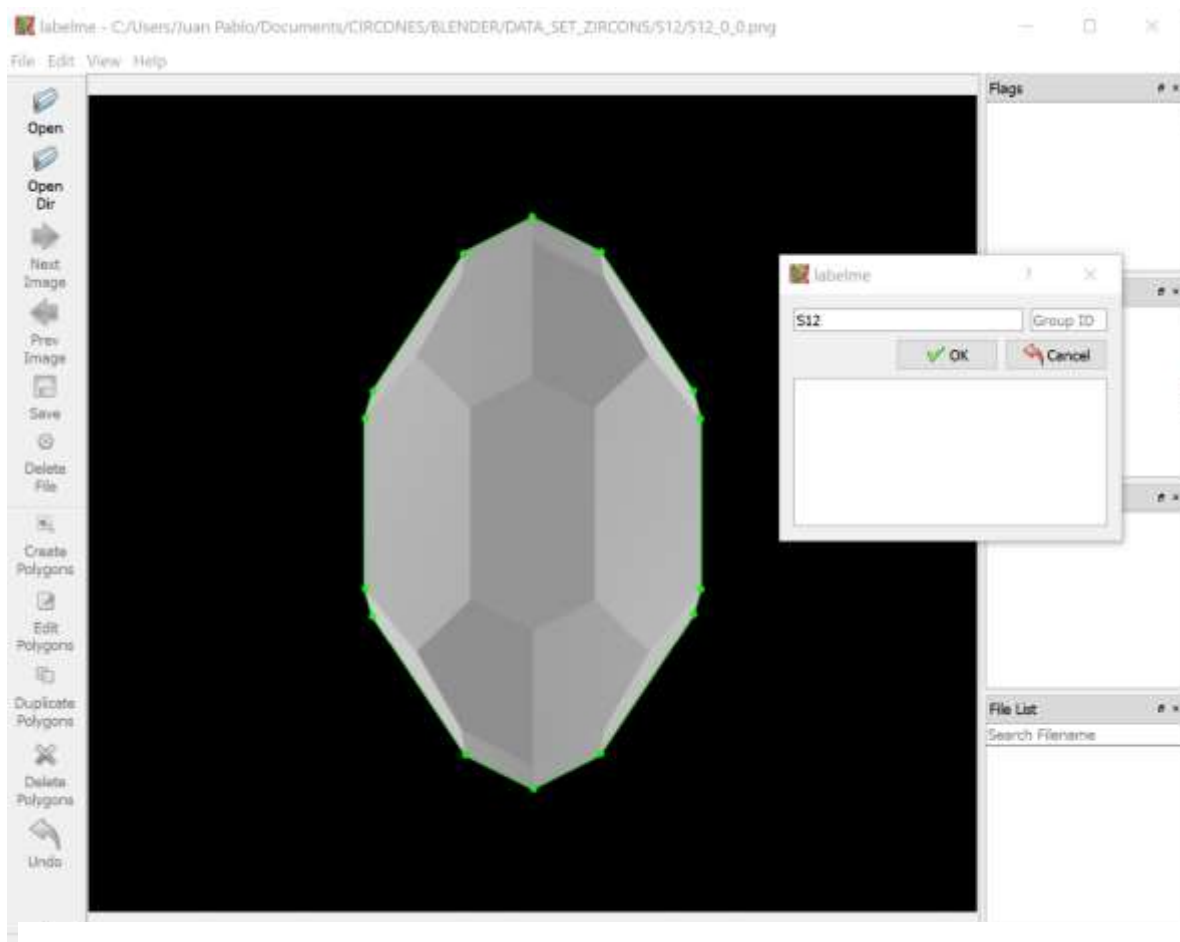 labelme - C:/Users/Juan Pablo/Documents/CIRCONES/BLENDER/DATA_SET_ZIRCONS/S12/S12_0_0.png
File Edit View Help
Open
Open
Dir
Next
Image
Prev
Image
Save
Delete
File
Create
Polygons
Edit
Polygons
Duplicate
Polygons
Delete
Polygons
Undo
Flags
labelme
S12
Group ID
OK
Cancel
File List
Search Filename